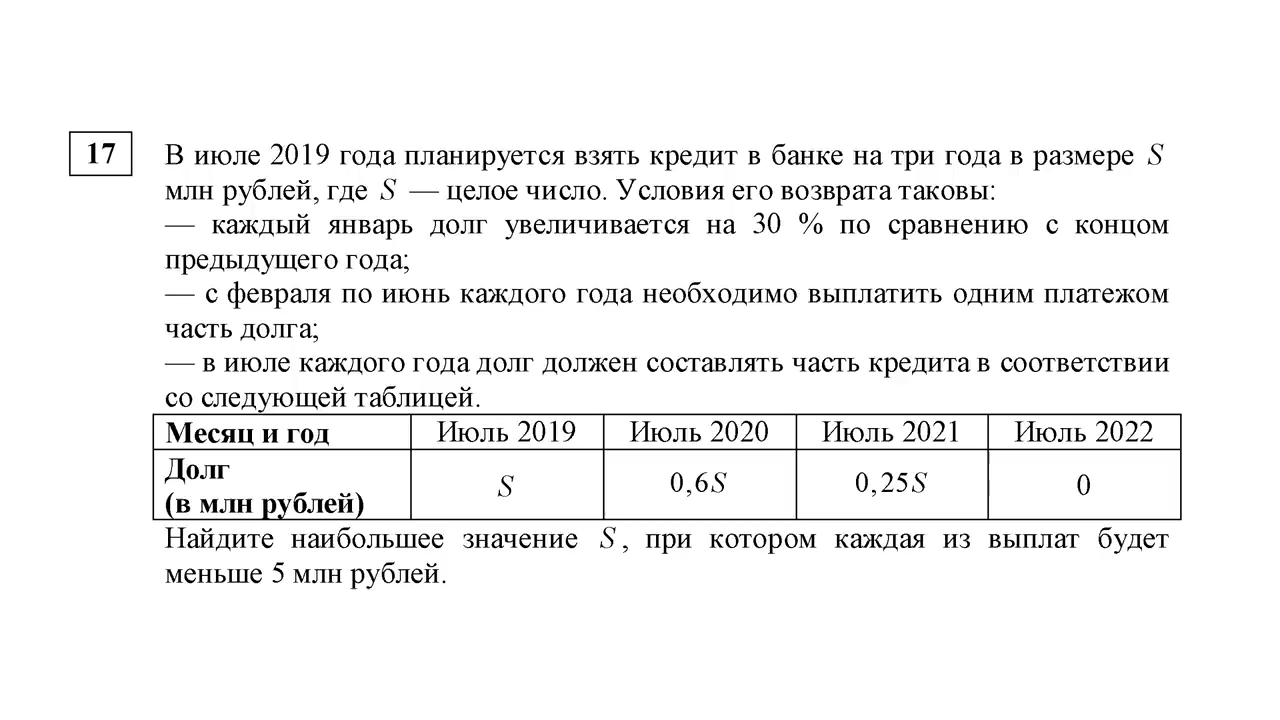 17
В июле 2019 года планируется взять кредит в банке на три года в размере S
млн рублей, где S — целое число. Условия его возврата таковы:
— каждый январь долг увеличивается на 30 % по сравнению с концом
предыдущего года;
— с февраля по июнь каждого года необходимо выплатить одним платежом
часть долга;
— в июле каждого года долг должен составлять часть кредита в соответствии
со следующей таблицей.
Месяц и год Июль 2019 Июль 2020 Июль 2021 Июль 2022
Долг
(в млн рублей) S 0,6S 0,25S 0
Найдите наибольшее значение S, при котором каждая из выплат будет
меньше 5 млн рублей.